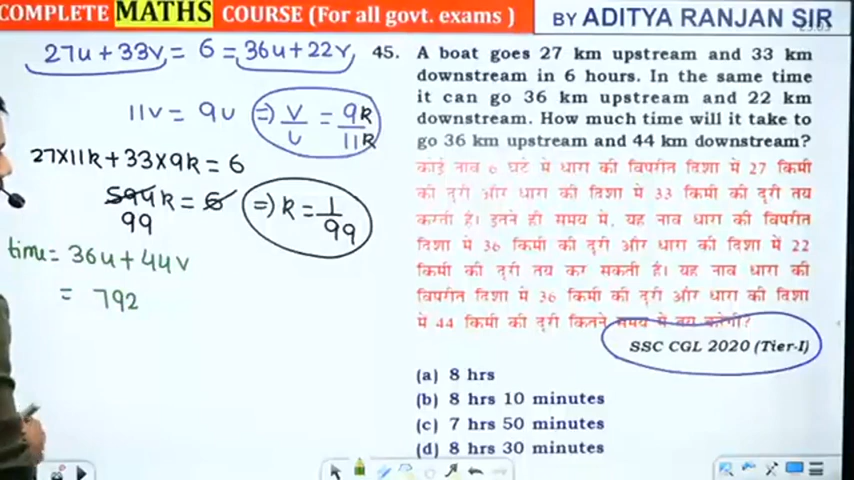 COMPLETE MATHS COURSE (For all govt. exams)
BY ADITYA RANJAN SIR
27u + 33v = 6 = 36u + 22v
11v = 9u ⇒ v/u = 9k/11k
27×11k + 33×9k = 6
594k = 6 ⇒ k = 1/99
99
time = 36u + 44v
= 792
45. A boat goes 27 km upstream and 33 km
downstream in 6 hours. In the same time
it can go 36 km upstream and 22 km
downstream. How much time will it take to
go 36 km upstream and 44 km downstream?
कोई नाव 6 घंटे में धारा की विपरीत दिशा में 27 किमी
की दूरी और धारा की दिशा में 33 किमी की दूरी तय
करती है। इतने ही समय में, यह नाव धारा की विपरीत
दिशा में 36 किमी की दूरी और धारा की दिशा में 22
किमी की दूरी तय कर सकती है। यह नाव धारा की
विपरीत दिशा में 36 किमी की दूरी और धारा की दिशा
में 44 किमी की दूरी कितने समय में तय करेगी?
SSC CGL 2020 (Tier-I)
(a) 8 hrs
(b) 8 hrs 10 minutes
(c) 7 hrs 50 minutes
(d) 8 hrs 30 minutes